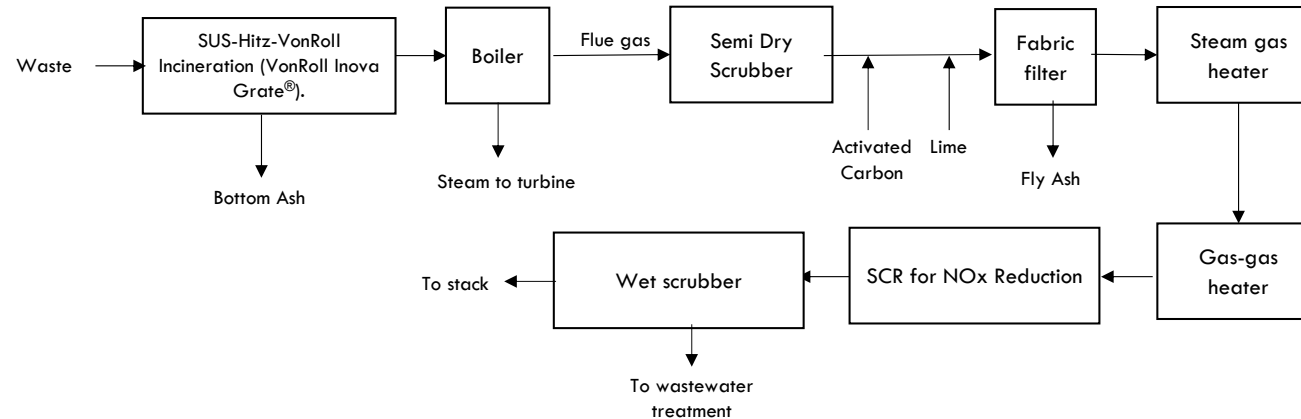 Waste
SUS-Hitz-VonRoll
Incineration (VonRoll Inova
Grate®).
Boiler
Flue gas
Semi Dry
Scrubber
Fabric
filter
Steam gas
heater
Bottom Ash
Steam to turbine
Activated
Carbon
Lime
Fly Ash
Gas-gas
heater
SCR for NOx Reduction
Wet scrubber
To stack
To wastewater
treatment